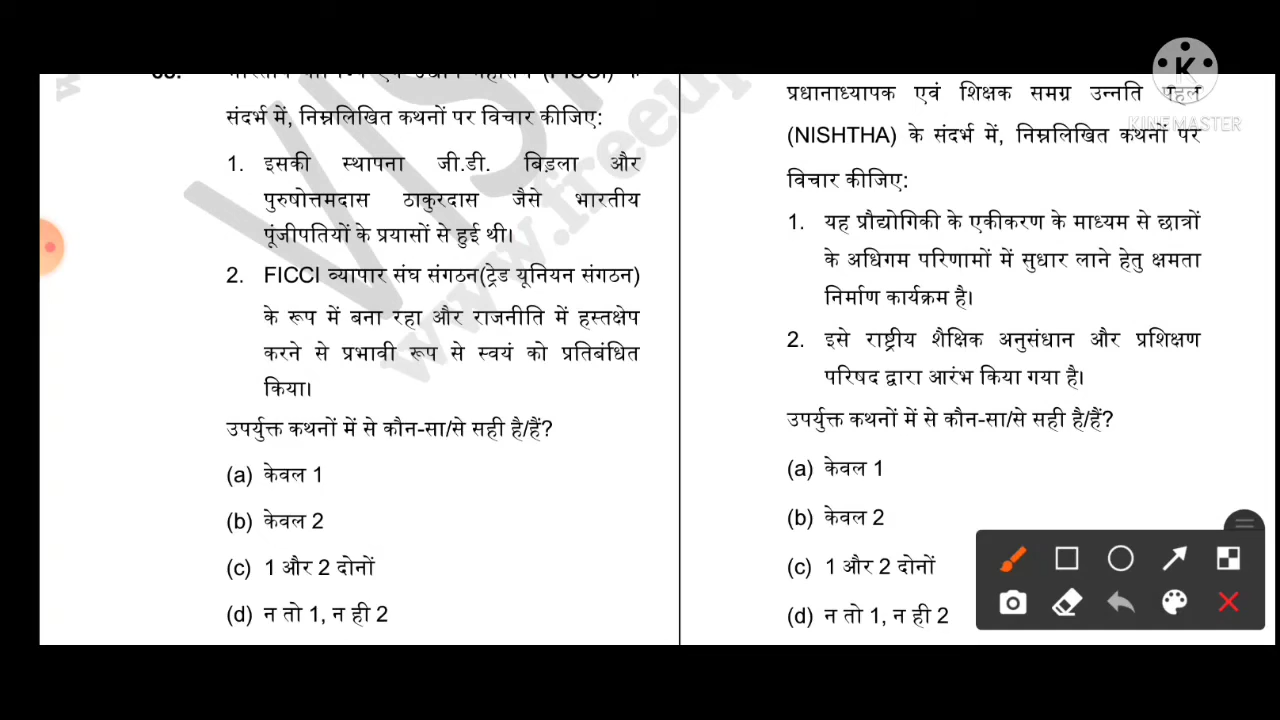 संदर्भ में, निम्नलिखित कथनों पर विचार कीजिए:
1. इसकी स्थापना जी.डी. बिड़ला और
पुरुषोत्तमदास ठाकुरदास जैसे भारतीय
पूंजीपतियों के प्रयासों से हुई थी।
2. FICCI व्यापार संघ संगठन(ट्रेड यूनियन संगठन)
के रूप में बना रहा और राजनीति में हस्तक्षेप
करने से प्रभावी रूप से स्वयं को प्रतिबंधित
किया।
उपर्युक्त कथनों में से कौन-सा/से सही है/हैं?
(a) केवल 1
(b) केवल 2
(c) 1 और 2 दोनों
(d) न तो 1, न ही 2
प्रधानाध्यापक एवं शिक्षक समग्र उन्नति पहल
(NISHTHA) के संदर्भ में, निम्नलिखित कथनों पर
विचार कीजिए:
1. यह प्रौद्योगिकी के एकीकरण के माध्यम से छात्रों
के अधिगम परिणामों में सुधार लाने हेतु क्षमता
निर्माण कार्यक्रम है।
2. इसे राष्ट्रीय शैक्षिक अनुसंधान और प्रशिक्षण
परिषद द्वारा आरंभ किया गया है।
उपर्युक्त कथनों में से कौन-सा/से सही है/हैं?
(a) केवल 1
(b) केवल 2
(c) 1 और 2 दोनों
(d) न तो 1, न ही 2
K
KINEMASTER